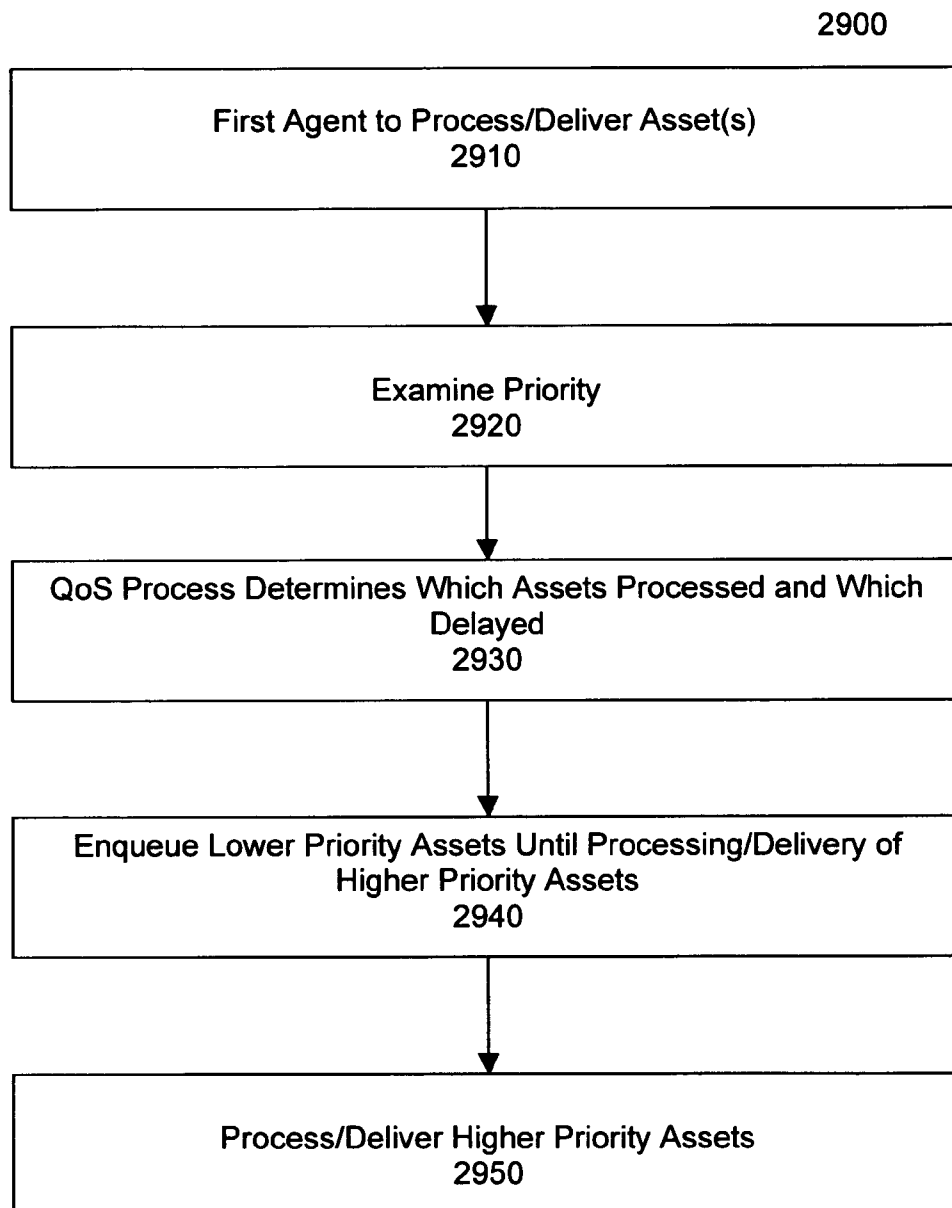 2900
First Agent to Process/Deliver Asset(s)
2910
Examine Priority
2920
QoS Process Determines Which Assets Processed and Which
Delayed
2930
Enqueue Lower Priority Assets Until Processing/Delivery of
Higher Priority Assets
2940
Process/Deliver Higher Priority Assets
2950